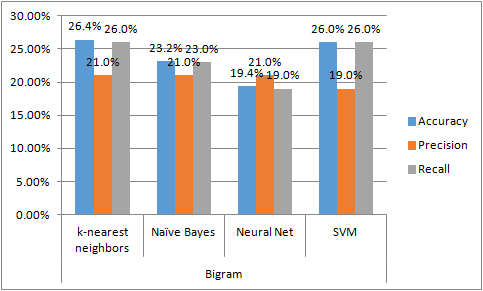 30.00%
25.00%
20.00%
15.00%
10.00%
5.00%
0.00%
26.4%
21.0%
26.0%
23.2%
21.0%
23.0%
19.4%
21.0%
19.0%
26.0%
19.0%
26.0%
k-nearest
neighbors
Naïve Bayes
Neural Net
SVM
Bigram
Accuracy
Precision
Recall